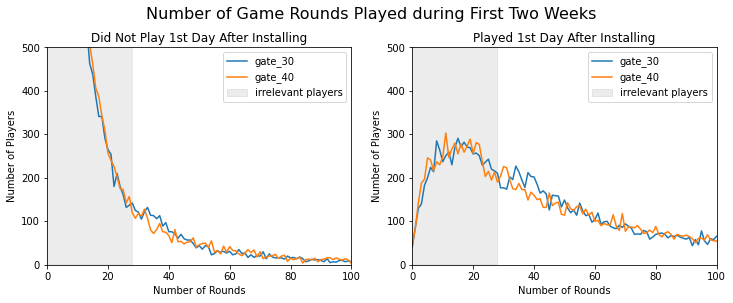 Number of Game Rounds Played during First Two Weeks
Did Not Play 1st Day After Installing
500
400
300
200
100
0
Number of Players
gate_30
gate_40
irrelevant players
0 20 40 60 80 100
Number of Rounds
Played 1st Day After Installing
500
400
300
200
100
0
Number of Players
gate_30
gate_40
irrelevant players
0 20 40 60 80 100
Number of Rounds